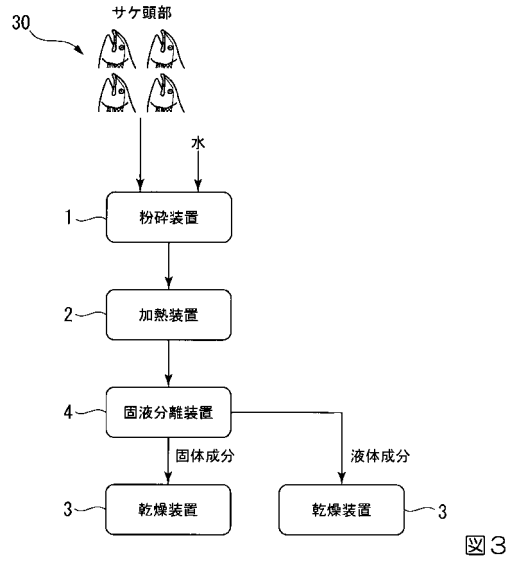 30
サケ頭部
水
1
粉砕装置
2
加熱装置
4
固液分離装置
固体成分
液体成分
3
乾燥装置
乾燥装置
3
図3